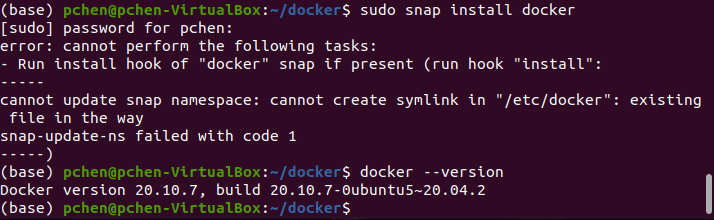 (base) pchen@pchen-VirtualBox:~/docker$ sudo snap install docker
[sudo] password for pchen:
error: cannot perform the following tasks:
- Run install hook of "docker" snap if present (run hook "install":
-----
cannot update snap namespace: cannot create symlink in "/etc/docker": existing
 file in the way
snap-update-ns failed with code 1
-----)
(base) pchen@pchen-VirtualBox:~/docker$ docker --version
Docker version 20.10.7, build 20.10.7-0ubuntu5~20.04.2
(base) pchen@pchen-VirtualBox:~/docker$